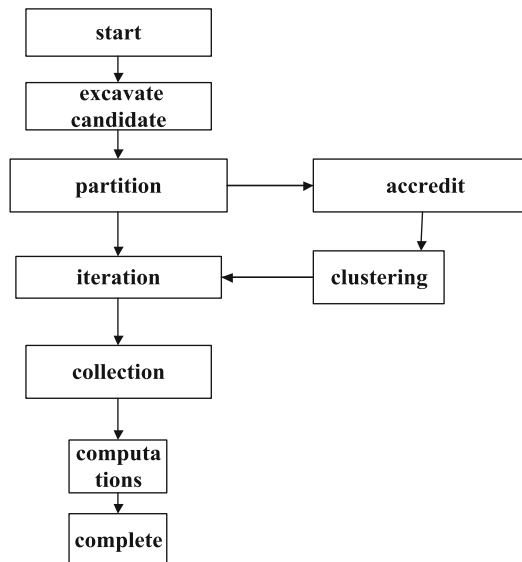 start
excavate
candidate
partition
accredit
iteration
clustering
collection
computa
tions
complete